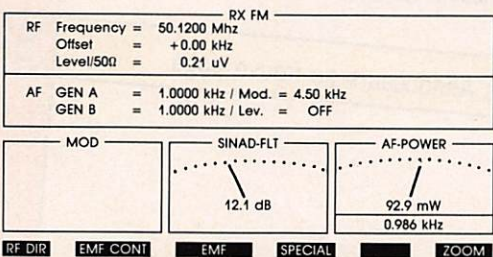 RX FM
RF Frequency = 50.1200 Mhz
Offset = +0.00 kHz
Level/50Ω = 0.21 uV
AF GEN A = 1.0000 kHz / Mod. = 4.50 kHz
GEN B = 1.0000 kHz / Lev. = OFF
MOD SINAD-FLT AF-POWER
12.1 dB 92.9 mW
0.986 kHz
RF DIR EMF CONT EMF SPECIAL ZOOM